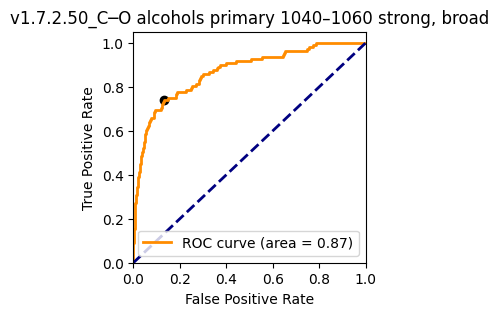 v1.7.2.50_C─O alcohols primary 1040–1060 strong, broad
1.0
0.8
0.6
0.4
0.2
0.0
True Positive Rate
ROC curve (area = 0.87)
0.0 0.2 0.4 0.6 0.8 1.0
False Positive Rate